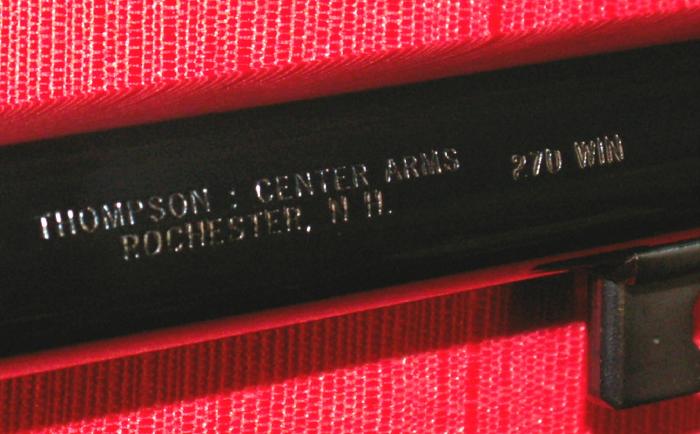 THOMPSON : CENTER ARMS 270 WIN
ROCHESTER, N H.